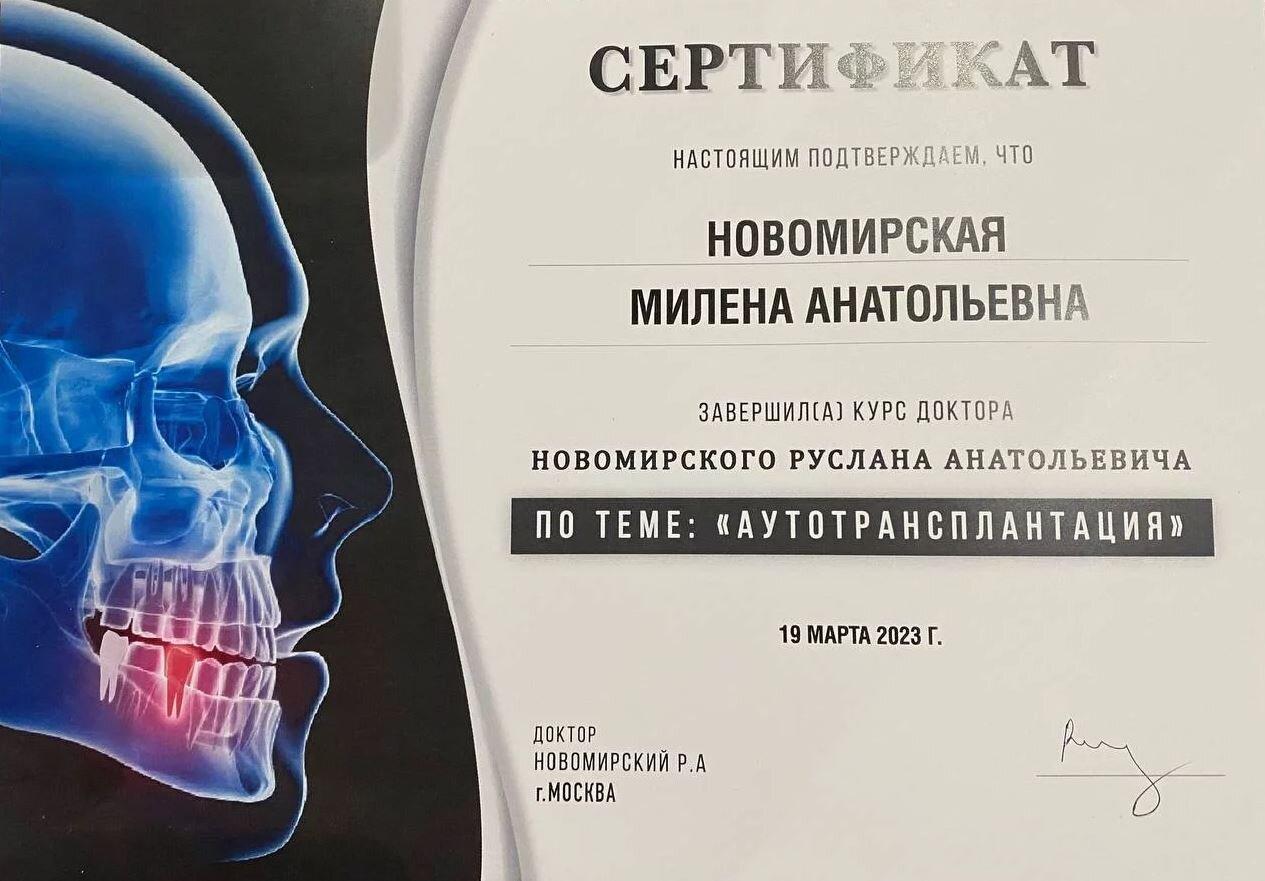 СЕРТИФИКАТ
НАСТОЯЩИМ ПОДТВЕРЖДАЕМ, ЧТО
НОВОМИРСКАЯ
МИЛЕНА АНАТОЛЬЕВНА
ЗАВЕРШИЛ(А) КУРС ДОКТОРА
НОВОМИРСКОГО РУСЛАНА АНАТОЛЬЕВИЧА
ПО ТЕМЕ: «АУТОТРАНСПЛАНТАЦИЯ»
19 МАРТА 2023 Г.
ДОКТОР
НОВОМИРСКИЙ Р.А
г.МОСКВА